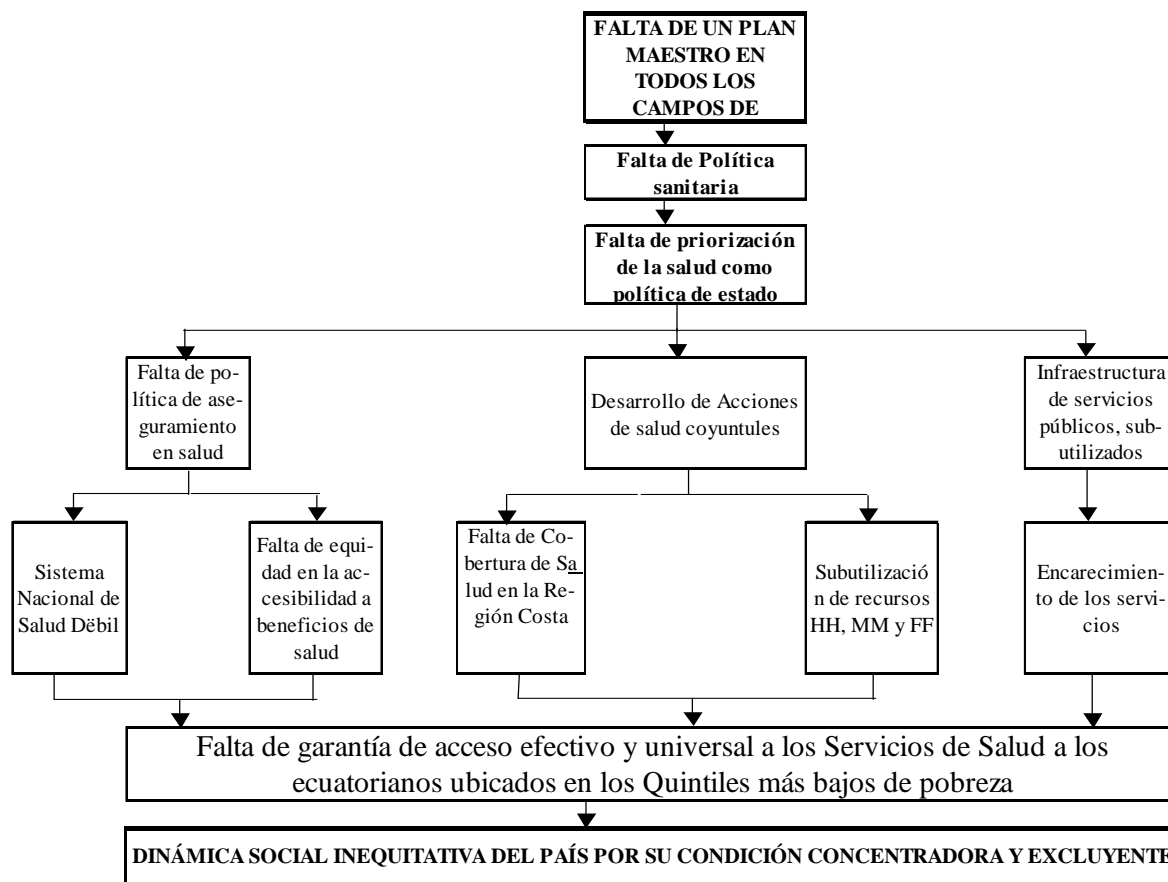 FALTA DE UN PLAN
MAESTRO EN
TODOS LOS
CAMPOS DE
Falta de Política
sanitaria
Falta de priorización
de la salud como
política de estado
Falta de po-
lítica de ase-
guramiento
en salud
Desarrollo de Acciones
de salud coyuntules
Infraestructura
de servicios
públicos, sub-
utilizados
Sistema
Nacional de
Salud Dëbil
Falta de equi-
dad en la ac-
cesibilidad a
beneficios de
salud
Falta de Co-
bertura de Sa
lud en la Re-
gión Costa
Subutilizació
n de recursos
HH, MM y FF
Encarecimien-
to de los servi-
cios
Falta de garantía de acceso efectivo y universal a los Servicios de Salud a los
ecuatorianos ubicados en los Quintiles más bajos de pobreza
DINÁMICA SOCIAL INEQUITATIVA DEL PAÍS POR SU CONDICIÓN CONCENTRADORA Y EXCLUYENTE